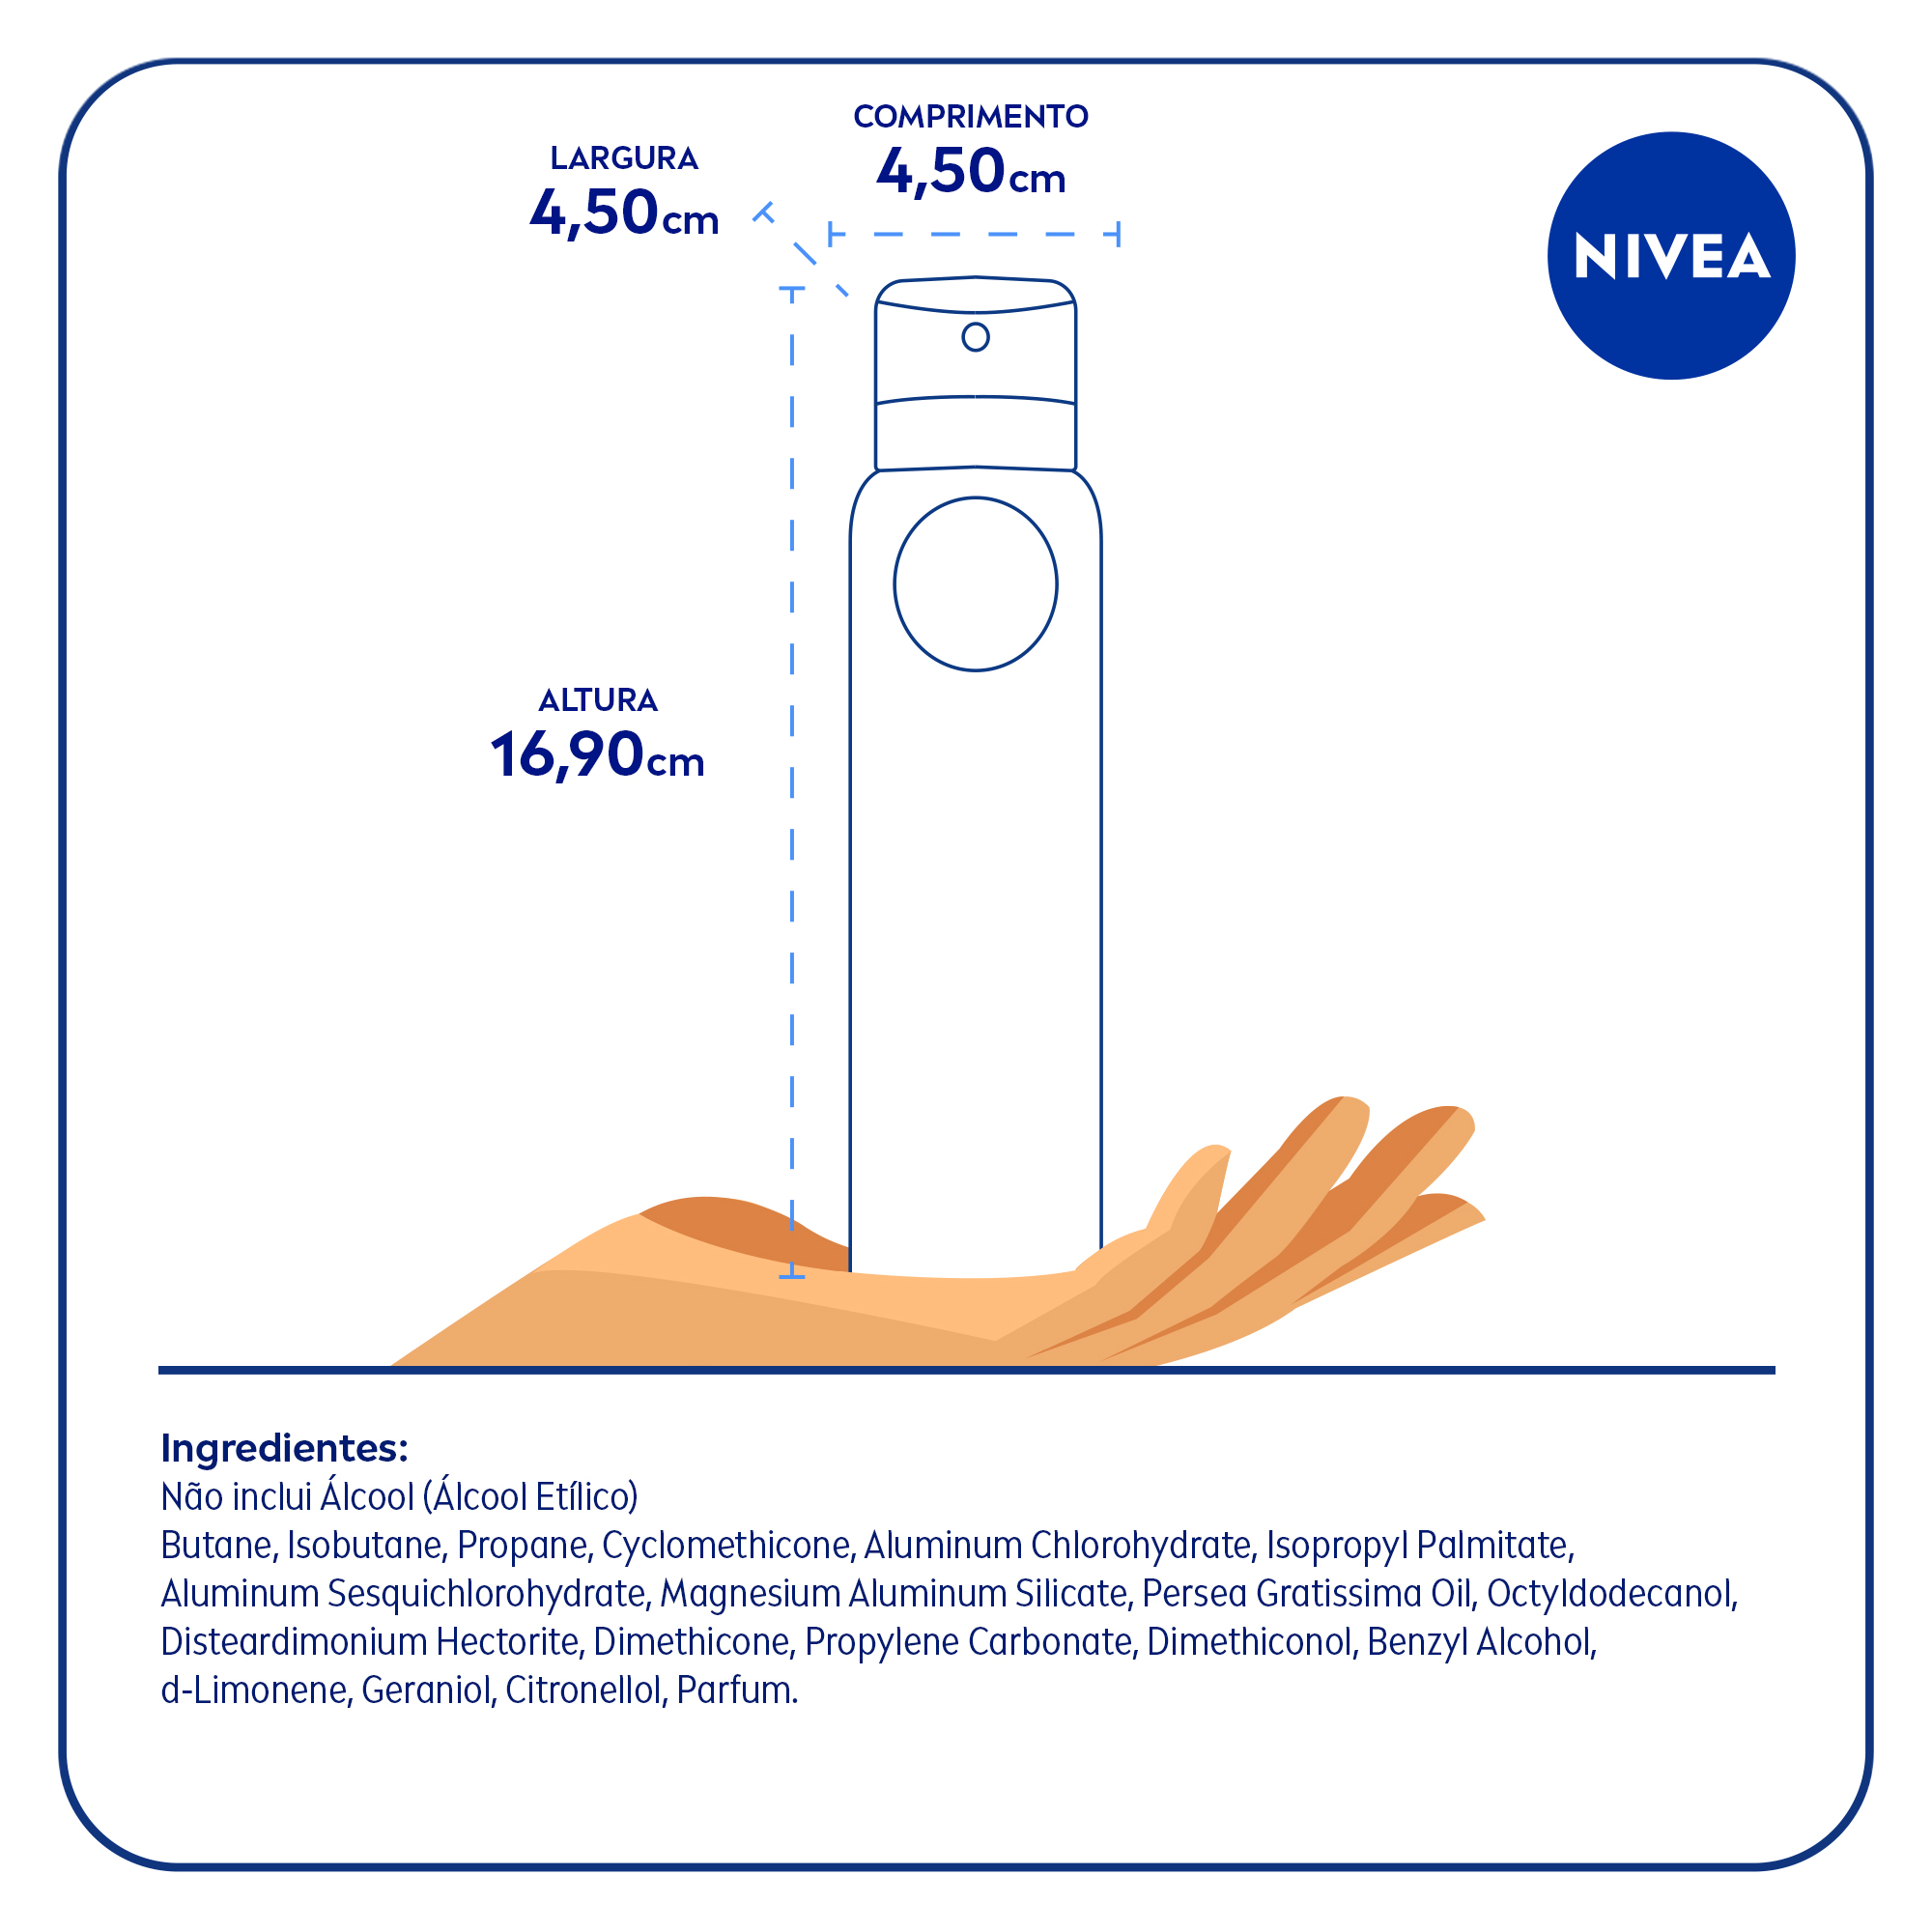 COMPRIMENTO
4,50cm
LARGURA
4,50cm
NIVEA
ALTURA
16,90cm
Ingredientes:
Não inclui Álcool (Álcool Etílico)
Butane, Isobutane, Propane, Cyclomethicone, Aluminum Chlorohydrate, Isopropyl Palmitate,
Aluminum Sesquichlorohydrate, Magnesium Aluminum Silicate, Persea Gratissima Oil, Octyldodecanol,
Disteardimonium Hectorite, Dimethicone, Propylene Carbonate, Dimethiconol, Benzyl Alcohol,
d-Limonene, Geraniol, Citronellol, Parfum.